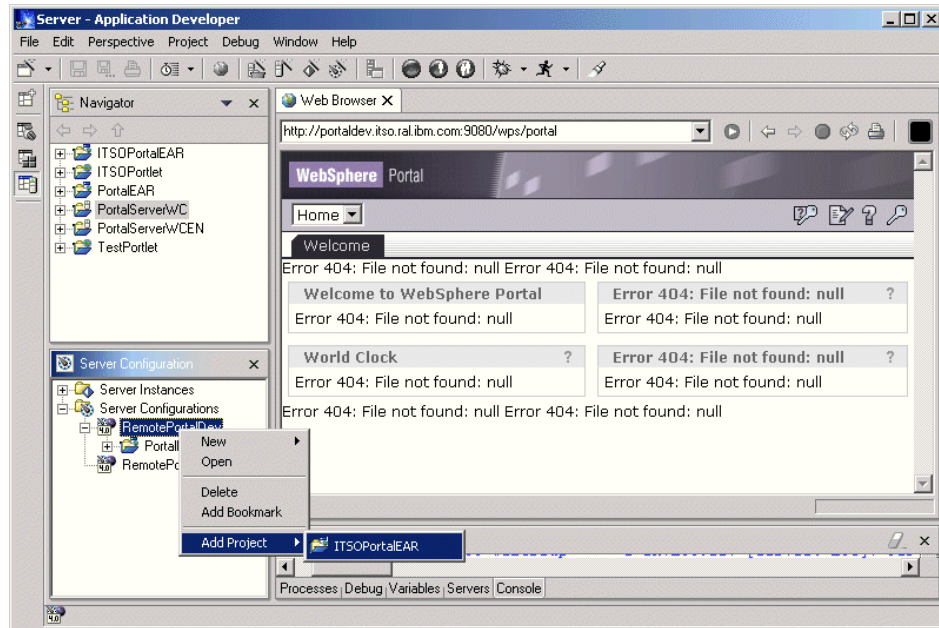 Server - Application Developer
File Edit Perspective Project Debug Window Help
Navigator
ITSOPortalEAR
ITSOPortlet
PortalEAR
PortalServerWC
PortalServerWCEN
TestPortlet
Web Browser
http://portaldev.itso.ral.ibm.com:9080/wps/portal
WebSphere Portal
Home
Welcome
Error 404: File not found: null Error 404: File not found: null
Welcome to WebSphere Portal Error 404: File not found: null ?
Error 404: File not found: null Error 404: File not found: null
World Clock ? Error 404: File not found: null ?
Error 404: File not found: null Error 404: File not found: null
Error 404: File not found: null Error 404: File not found: null
Server Configuration
Server Instances
Server Configurations
RemotePortalDev
New
Open
Delete
Add Bookmark
Add Project
ITSOPortalEAR
Processes Debug Variables Servers Console